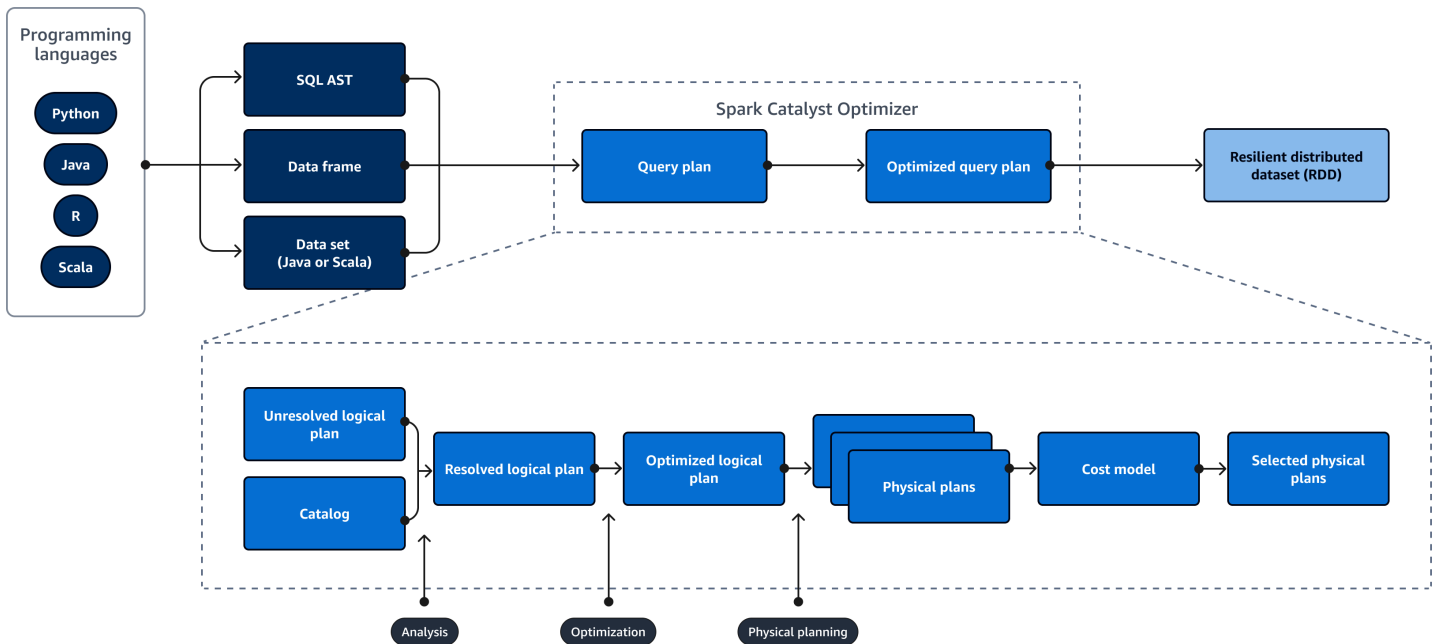 Programming
languages
Python
Java
R
Scala
SQL AST
Data frame
Data set
(Java or Scala)
Spark Catalyst Optimizer
Query plan
Optimized query plan
Resilient distributed
dataset (RDD)
Unresolved logical
plan
Catalog
Resolved logical plan
Optimized logical
plan
Physical plans
Cost model
Selected physical
plans
Analysis
Optimization
Physical planning